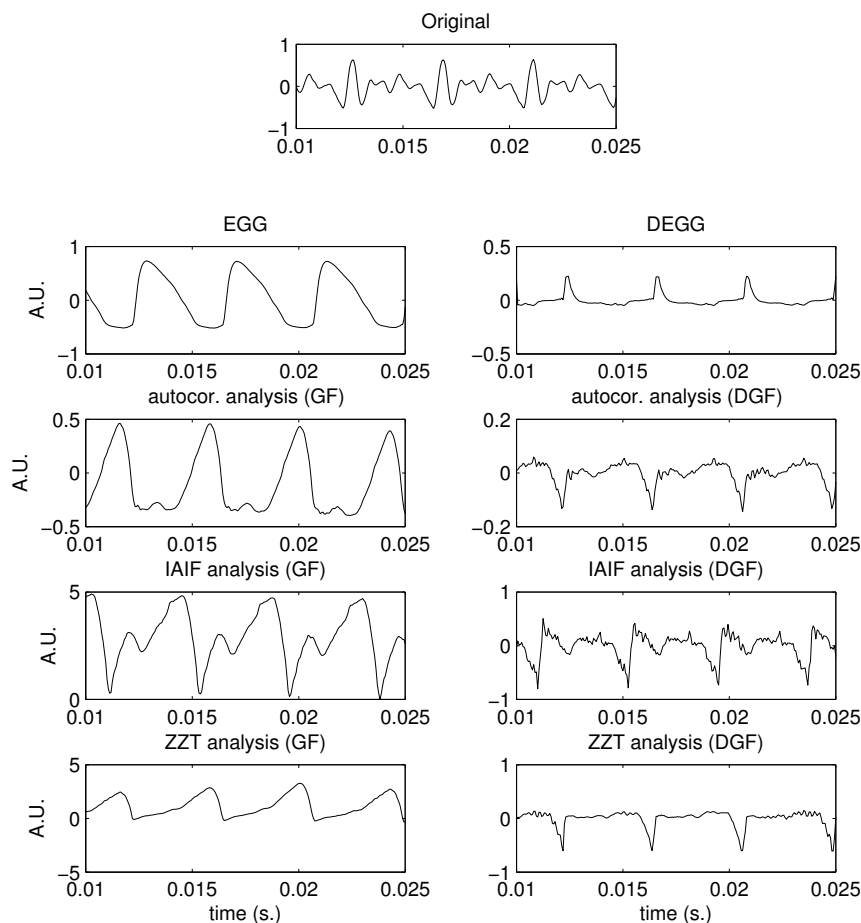 Original
1
0
−1
0.01 0.015 0.02 0.025
EGG DEGG
A.U.
1
0
−1
0.01 0.015 0.02 0.025
0.5
0
−0.5
0.01 0.015 0.02 0.025
autocor. analysis (GF) autocor. analysis (DGF)
A.U.
0.5
0
−0.5
0.01 0.015 0.02 0.025
0.2
0
−0.2
0.01 0.015 0.02 0.025
IAIF analysis (GF) IAIF analysis (DGF)
A.U.
5
0
0.01 0.015 0.02 0.025
1
0
−1
0.01 0.015 0.02 0.025
ZZT analysis (GF) ZZT analysis (DGF)
A.U.
5
0
−5
0.01 0.015 0.02 0.025
1
0
−1
0.01 0.015 0.02 0.025
time (s.) time (s.)